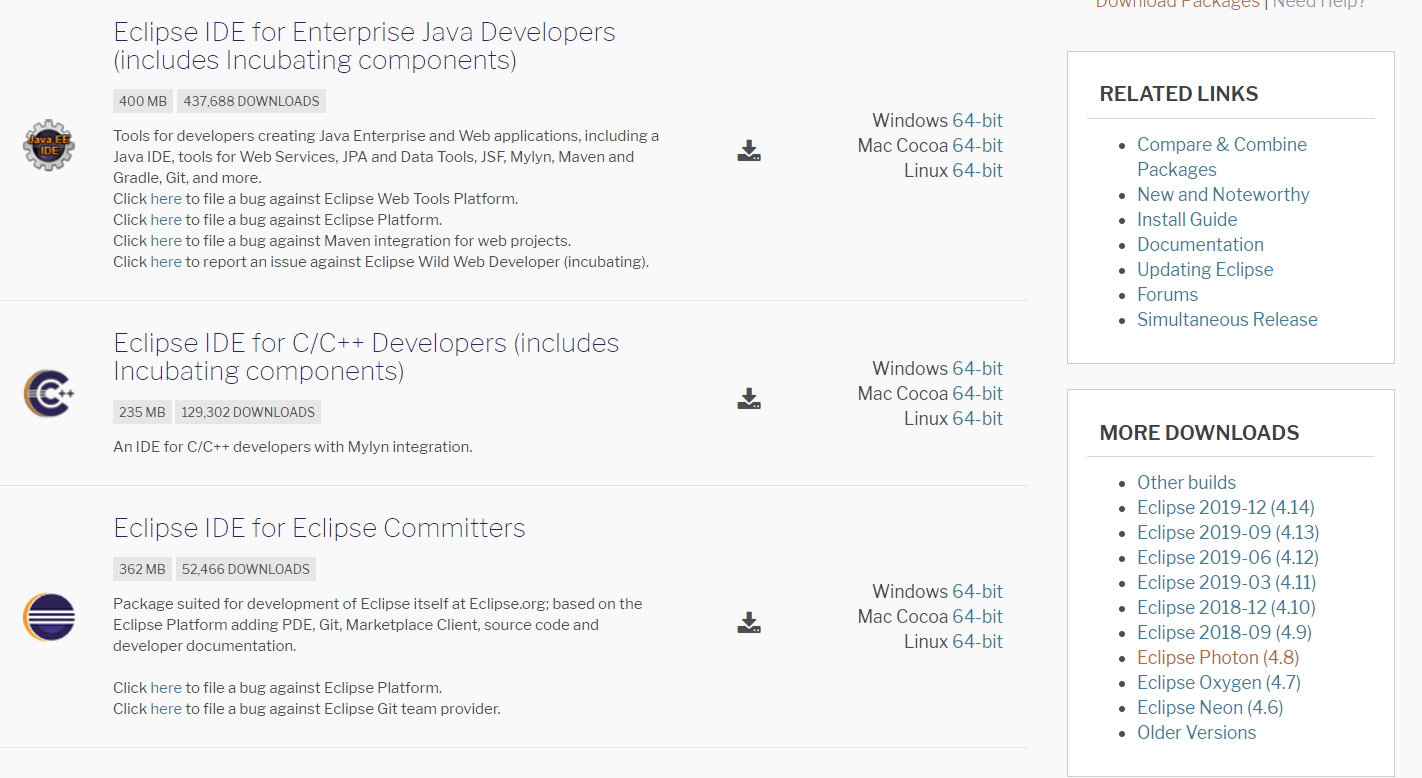 Eclipse IDE for Enterprise Java Developers
(includes Incubating components)
400 MB 437,688 DOWNLOADS
Java EE
IDE
Tools for developers creating Java Enterprise and Web applications, including a
Java IDE, tools for Web Services, JPA and Data Tools, JSF, Mylyn, Maven and
Gradle, Git, and more.
Click here to file a bug against Eclipse Web Tools Platform.
Click here to file a bug against Eclipse Platform.
Click here to file a bug against Maven integration for web projects.
Click here to report an issue against Eclipse Wild Web Developer (incubating).
Windows 64-bit
Mac Cocoa 64-bit
Linux 64-bit
Eclipse IDE for C/C++ Developers (includes
Incubating components)
235 MB 129,302 DOWNLOADS
C++
An IDE for C/C++ developers with Mylyn integration.
Windows 64-bit
Mac Cocoa 64-bit
Linux 64-bit
Eclipse IDE for Eclipse Committers
362 MB 52,466 DOWNLOADS
Package suited for development of Eclipse itself at Eclipse.org; based on the
Eclipse Platform adding PDE, Git, Marketplace Client, source code and
developer documentation.
Click here to file a bug against Eclipse Platform.
Click here to file a bug against Eclipse Git team provider.
Windows 64-bit
Mac Cocoa 64-bit
Linux 64-bit
Download Packages | Need Help?
RELATED LINKS
• Compare & Combine
Packages
• New and Noteworthy
• Install Guide
• Documentation
• Updating Eclipse
• Forums
• Simultaneous Release
MORE DOWNLOADS
• Other builds
• Eclipse 2019-12 (4.14)
• Eclipse 2019-09 (4.13)
• Eclipse 2019-06 (4.12)
• Eclipse 2019-03 (4.11)
• Eclipse 2018-12 (4.10)
• Eclipse 2018-09 (4.9)
• Eclipse Photon (4.8)
• Eclipse Oxygen (4.7)
• Eclipse Neon (4.6)
• Older Versions